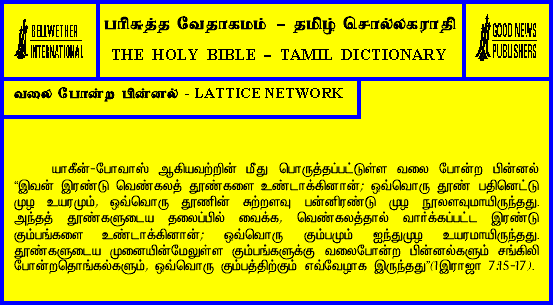 BELLWETHER
INTERNATIONAL
பரிசுத்த வேதாகமம் – தமிழ் சொல்லகராதி
THE HOLY BIBLE – TAMIL DICTIONARY
GOOD NEWS
PUBLISHERS
வலை போன்ற பின்னல் - LATTICE NETWORK
யாகீன்-போவாஸ் ஆகியவற்றின் மீது பொருத்தப்பட்டுள்ள வலை போன்ற பின்னல்
“இவன் இரண்டு வெண்கலத் தூண்களை உண்டாக்கினான்; ஒவ்வொரு தூண் பதினெட்டு
முழ உயரமும், ஒவ்வொரு தூணின் சுற்றளவு பன்னிரண்டு முழ நூலளவுமாயிருந்தது.
அந்தத் தூண்களுடைய தலைப்பில் வைக்க, வெண்கலத்தால் வார்க்கப்பட்ட இரண்டு
கும்பங்களை உண்டாக்கினான்; ஒவ்வொரு கும்பமும் ஐந்துமுழ உயரமாயிருந்தது.
தூண்களுடைய முனையின்மேலுள்ள கும்பங்களுக்கு வலைபோன்ற பின்னல்களும் சங்கிலி
போன்றதொங்கல்களும், ஒவ்வொரு கும்பத்திற்கும் எவ்வேழாக இருந்தது”(1இராஜா 7:15-17).